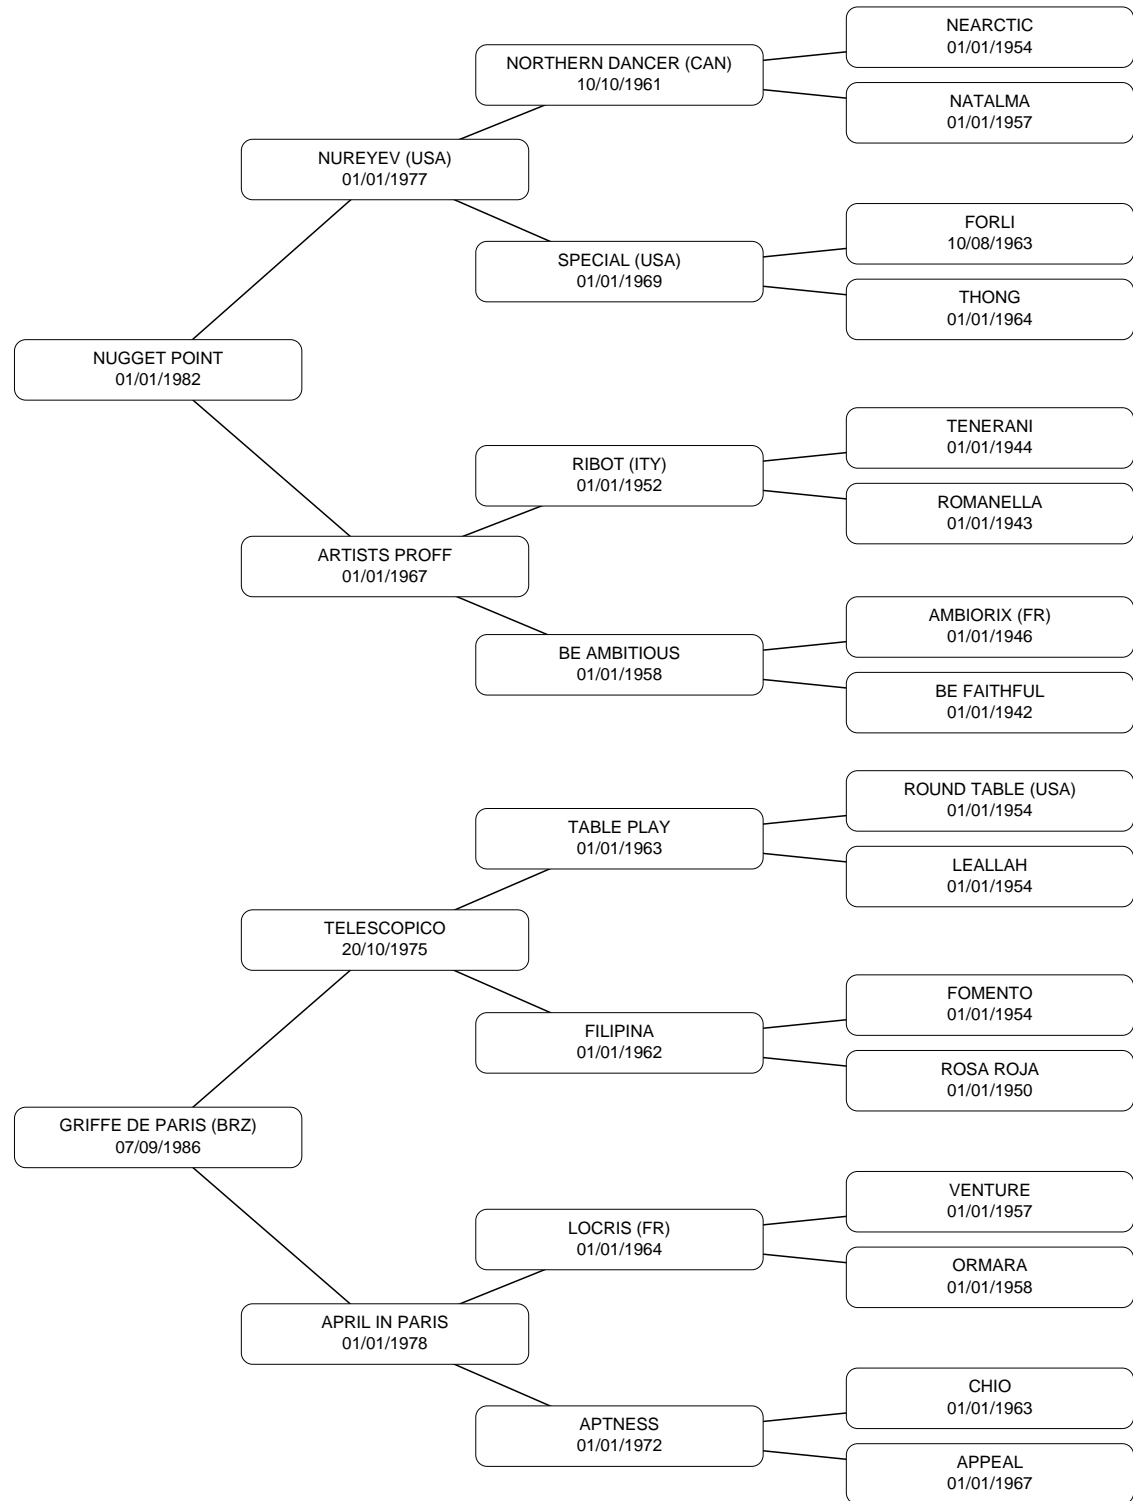 NEARCTIC
01/01/1954
NORTHERN DANCER (CAN)
10/10/1961
NATALMA
01/01/1957
NUREYEV (USA)
01/01/1977
FORLI
10/08/1963
SPECIAL (USA)
01/01/1969
THONG
01/01/1964
NUGGET POINT
01/01/1982
TENERANI
01/01/1944
RIBOT (ITY)
01/01/1952
ROMANELLA
01/01/1943
ARTISTS PROFF
01/01/1967
AMBIORIX (FR)
01/01/1946
BE AMBITIOUS
01/01/1958
BE FAITHFUL
01/01/1942
ROUND TABLE (USA)
01/01/1954
TABLE PLAY
01/01/1963
LEALLAH
01/01/1954
TELESCOPICO
20/10/1975
FOMENTO
01/01/1954
FILIPINA
01/01/1962
ROSA ROJA
01/01/1950
GRIFFE DE PARIS (BRZ)
07/09/1986
VENTURE
01/01/1957
LOCRIS (FR)
01/01/1964
ORMARA
01/01/1958
APRIL IN PARIS
01/01/1978
CHIO
01/01/1963
APTNESS
01/01/1972
APPEAL
01/01/1967